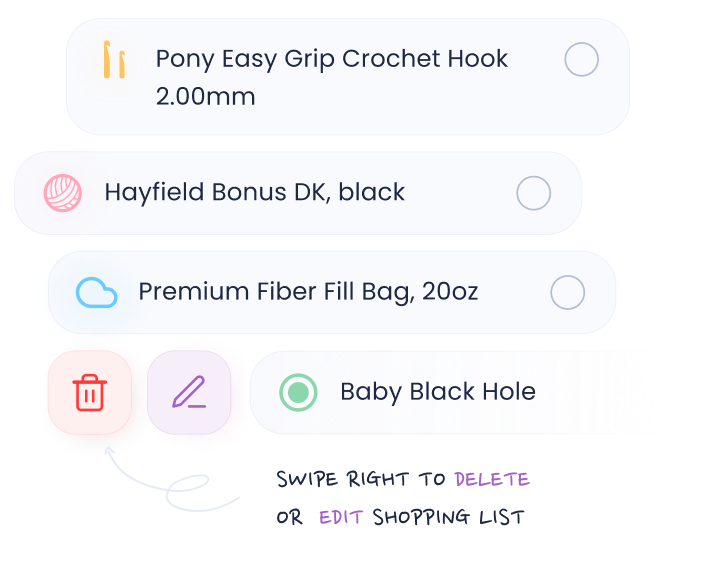 Pony Easy Grip Crochet Hook
2.00mm
Hayfield Bonus DK, black
Premium Fiber Fill Bag, 20oz
Baby Black Hole
SWIPE RIGHT TO DELETE
OR EDIT SHOPPING LIST